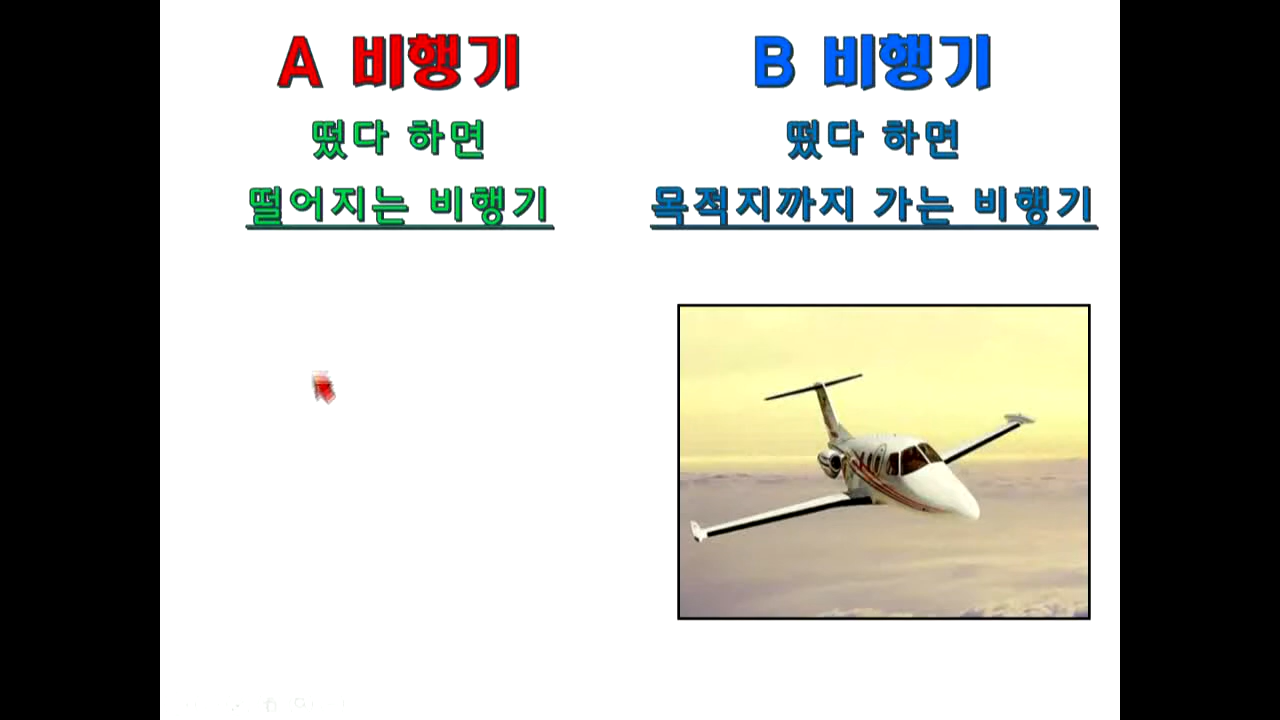 A 비행기
떴다 하면
떨어지는 비행기
B 비행기
떴다 하면
목적지까지 가는 비행기